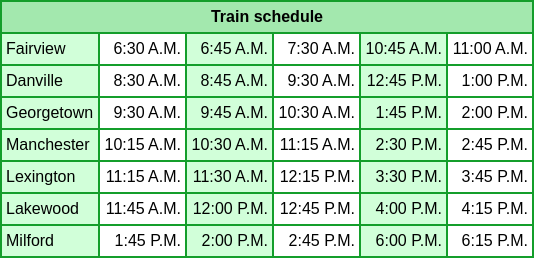 Train schedule
Fairview 6:30 A.M. 6:45 A.M. 7:30 A.M. 10:45 A.M. 11:00 A.M.
Danville 8:30 A.M. 8:45 A.M. 9:30 A.M. 12:45 P.M. 1:00 P.M.
Georgetown 9:30 A.M. 9:45 A.M. 10:30 A.M. 1:45 P.M. 2:00 P.M.
Manchester 10:15 A.M. 10:30 A.M. 11:15 A.M. 2:30 P.M. 2:45 P.M.
Lexington 11:15 A.M. 11:30 A.M. 12:15 P.M. 3:30 P.M. 3:45 P.M.
Lakewood 11:45 A.M. 12:00 P.M. 12:45 P.M. 4:00 P.M. 4:15 P.M.
Milford 1:45 P.M. 2:00 P.M. 2:45 P.M. 6:00 P.M. 6:15 P.M.